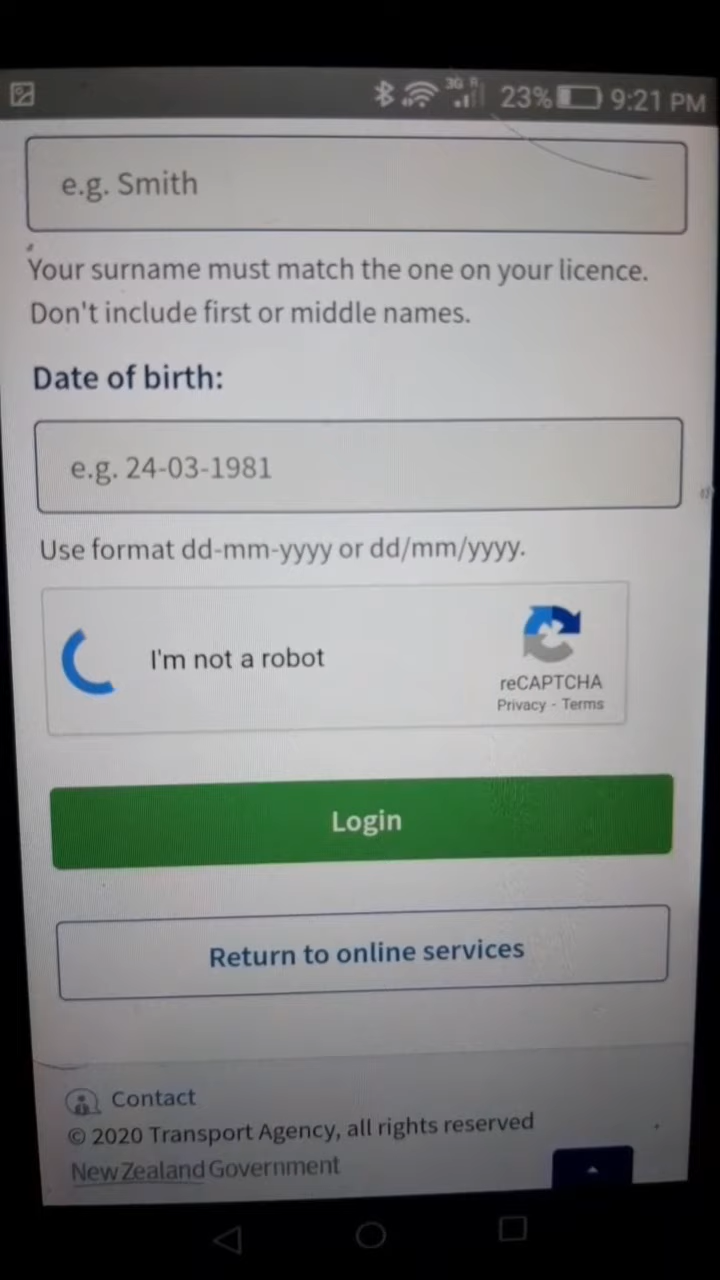 3G R
23% 9:21 PM
e.g. Smith
Your surname must match the one on your licence.
Don't include first or middle names.
Date of birth:
e.g. 24-03-1981
Use format dd-mm-yyyy or dd/mm/yyyy.
I'm not a robot
reCAPTCHA
Privacy - Terms
Login
Return to online services
Contact
© 2020 Transport Agency, all rights reserved
New Zealand Government